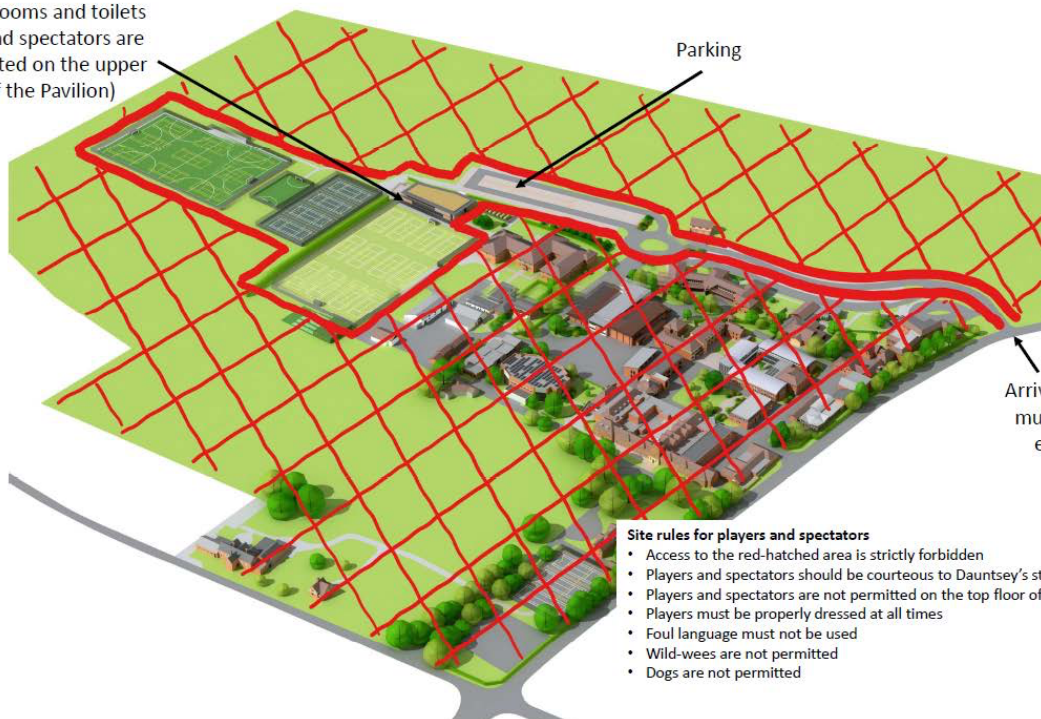 ooms and toilets
nd spectators are
ted on the upper
f the Pavilion)
Parking
Arriv
mu
e
Site rules for players and spectators
• Access to the red-hatched area is strictly forbidden
• Players and spectators should be courteous to Dauntsey's st
• Players and spectators are not permitted on the top floor of
• Players must be properly dressed at all times
• Foul language must not be used
• Wild-wees are not permitted
• Dogs are not permitted